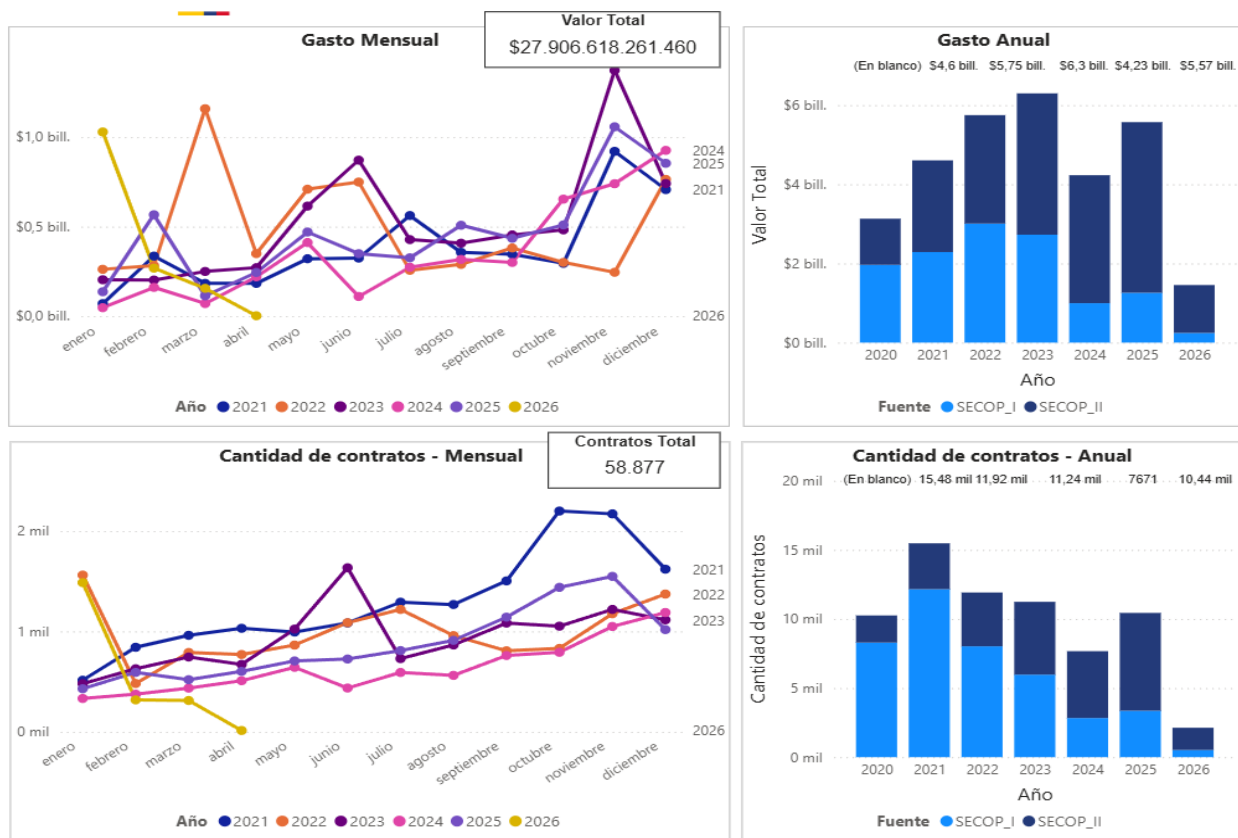 Gasto Mensual
Valor Total
$27.906.618.261.460
$1,0 bill.
$0,5 bill.
$0,0 bill.
2024
2025
2021
2026
enero
febrero
marzo
abril
mayo
junio
julio
agosto
septiembre
octubre
noviembre
diciembre
Año 2021 2022 2023 2024 2025 2026
Gasto Anual
(En blanco) $4,6 bill. $5,75 bill. $6,3 bill. $4,23 bill. $5,57 bill.
Valor Total
$6 bill.
$4 bill.
$2 bill.
$0 bill.
2020 2021 2022 2023 2024 2025 2026
Año
Fuente SECOP_I SECOP_II
Cantidad de contratos - Mensual
Contratos Total
58.877
2 mil
1 mil
0 mil
2021
2022
2023
2026
enero
febrero
marzo
abril
mayo
junio
julio
agosto
septiembre
octubre
noviembre
diciembre
Año 2021 2022 2023 2024 2025 2026
Cantidad de contratos - Anual
(En blanco) 15,48 mil 11,92 mil 11,24 mil 7671 10,44 mil
Cantidad de contratos
20 mil
15 mil
10 mil
5 mil
0 mil
2020 2021 2022 2023 2024 2025 2026
Año
Fuente SECOP_I SECOP_II